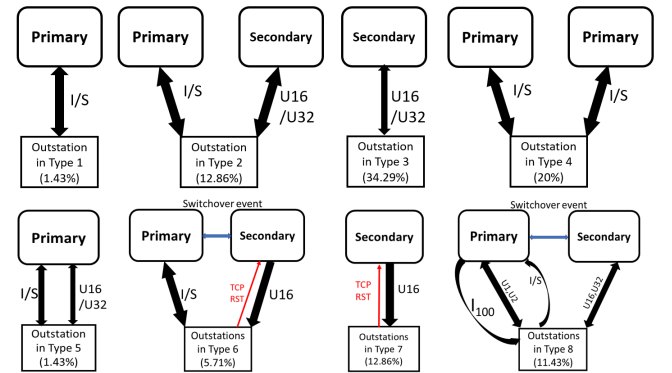 Primary
Primary
Secondary
Secondary
Primary
Primary
I/S
I/S
U16
/U32
U16
/U32
I/S
I/S
Outstation
in Type 1
(1.43%)
Outstation
in Type 2
(12.86%)
Outstation
in Type 3
(34.29%)
Outstation
in Type 4
(20%)
Switchover event
Switchover event
Primary
Primary
Secondary
Secondary
Primary
Secondary
I/S
U16
/U32
I/S
TCP
RST
U16
TCP
RST
U16
I100
U1,U2
I/S
U16,U32
Outstation
in Type 5
(1.43%)
Outstations
in Type 6
(5.71%)
Outstations
in Type 7
(12.86%)
Outstations
in Type 8
(11.43%)